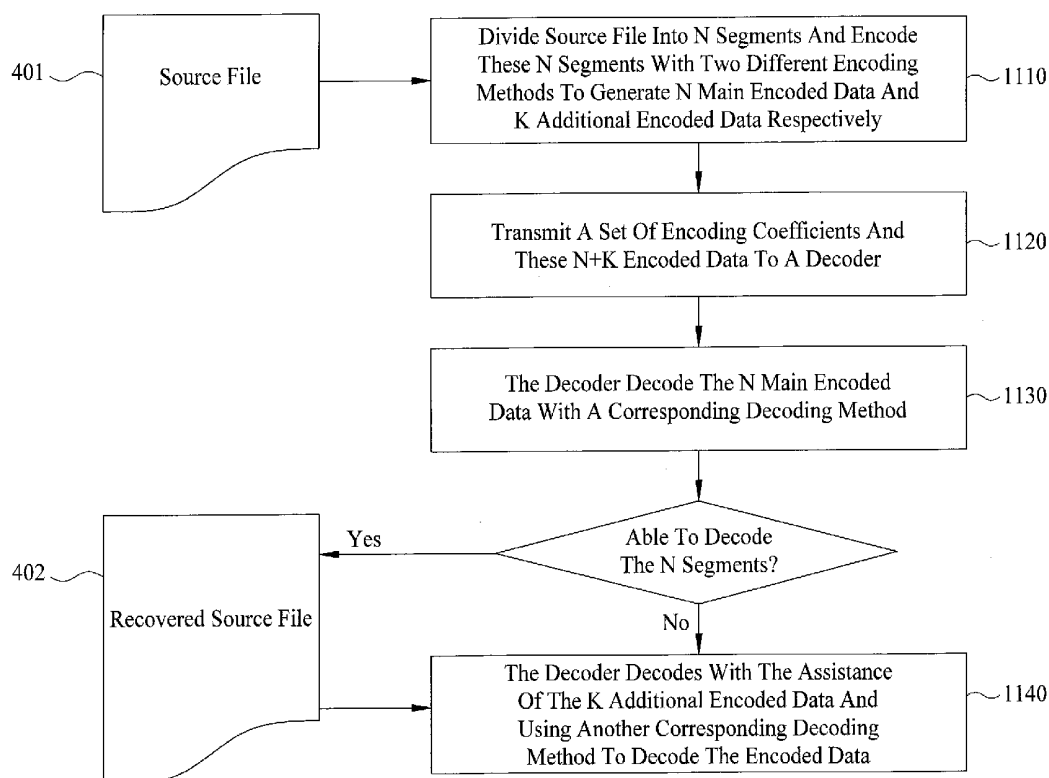 401
Source File
Divide Source File Into N Segments And Encode
These N Segments With Two Different Encoding
Methods To Generate N Main Encoded Data And
K Additional Encoded Data Respectively
1110
Transmit A Set Of Encoding Coefficients And
These N+K Encoded Data To A Decoder
1120
The Decoder Decode The N Main Encoded
Data With A Corresponding Decoding Method
1130
Able To Decode
The N Segments?
Yes
No
402
Recovered Source File
The Decoder Decodes With The Assistance
Of The K Additional Encoded Data And
Using Another Corresponding Decoding
Method To Decode The Encoded Data
1140